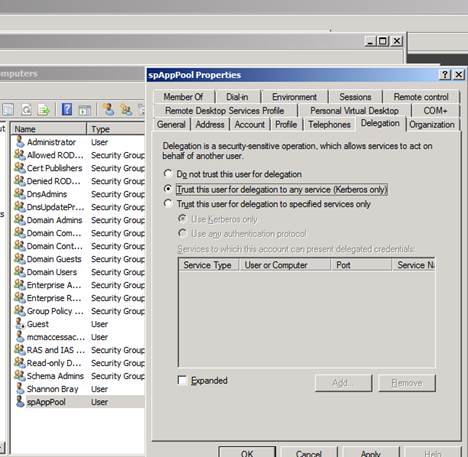 omputers
Name
Type
Administrator
User
Allowed ROD...
Security Group
Cert Publishers
Security Group
Denied ROD...
Security Group
DnsAdmins
Security Group
DnsUpdatePr...
Security Group
Domain Admins
Security Group
Domain Com...
Security Group
Domain Cont...
Security Group
Domain Guests
Security Group
Domain Users
Security Group
Enterprise A...
Security Group
Enterprise R...
Security Group
Group Policy ...
Security Group
Guest
User
mcmaccessac...
User
RAS and IAS ...
Security Group
Read-only D...
Security Group
Schema Admins
Security Group
Shannon Bray
User
spAppPool
User
spAppPool Properties
Member Of
Dial-in
Environment
Sessions
Remote control
Remote Desktop Services Profile
Personal Virtual Desktop
COM+
General
Address
Account
Profile
Telephones
Delegation
Organization
Delegation is a security-sensitive operation, which allows services to act on
behalf of another user.
Do not trust this user for delegation
Trust this user for delegation to any service (Kerberos only)
Trust this user for delegation to specified services only
Use Kerberos only
Use any authentication protocol
Services to which this account can present delegated credentials:
Service Type
User or Computer
Port
Service Na
Expanded
Add...
Remove
OK
Cancel
Apply
Help